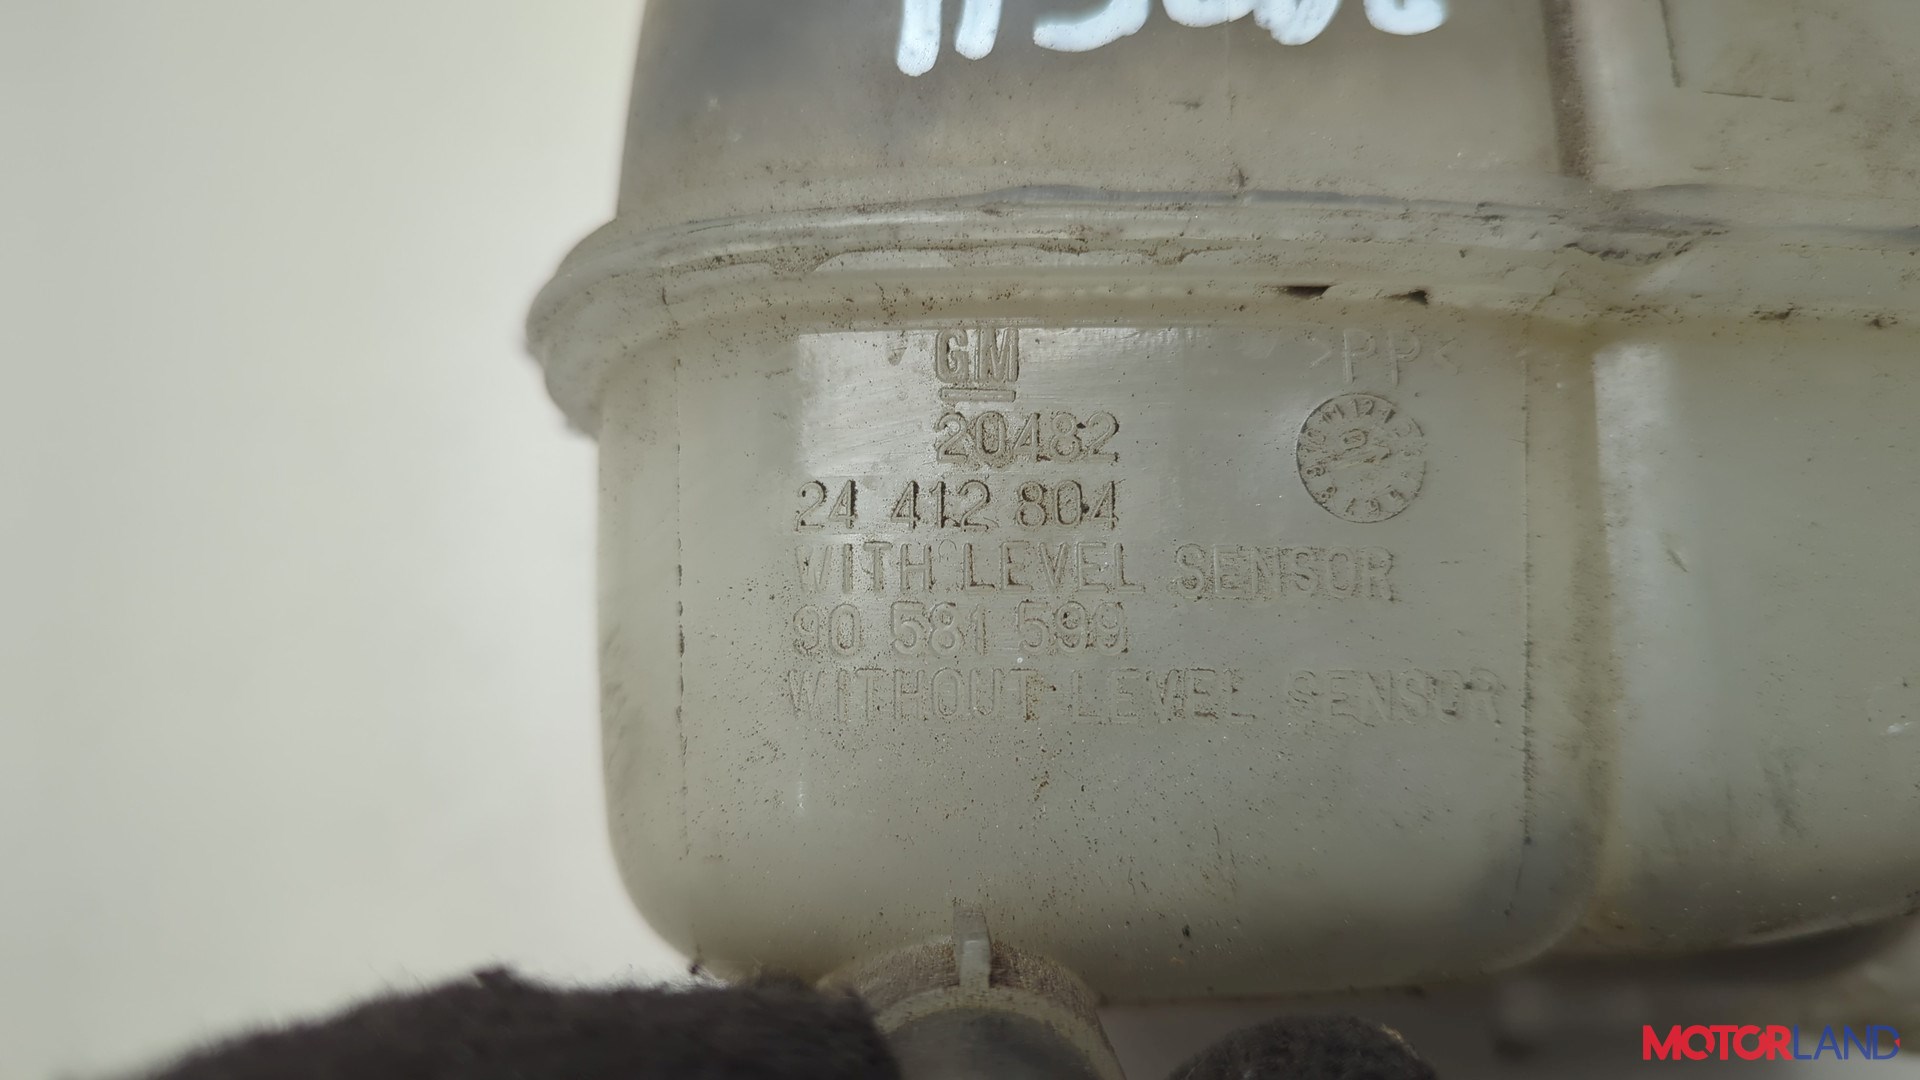 GM
>PP<
20482
24 412 804
WITH LEVEL SENSOR
90 581 599
WITHOUT LEVEL SENSOR
MOTORLAND